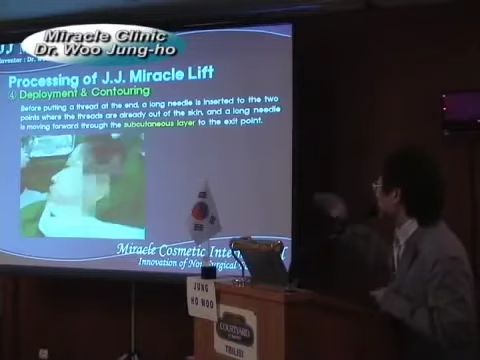 Miracle Clinic
Dr. Woo Jung-ho
Processing of J.J. Miracle Lift
④ Deployment & Contouring
Before putting a thread at the end, a long needle is inserted to the two
points where the threads are already out of the skin, and a long needle
is moving forward through the subcutaneous layer to the exit point.
Miracle Cosmetic
Innovation of
JUNG
HO WOO
COURTYARD
TBILISI